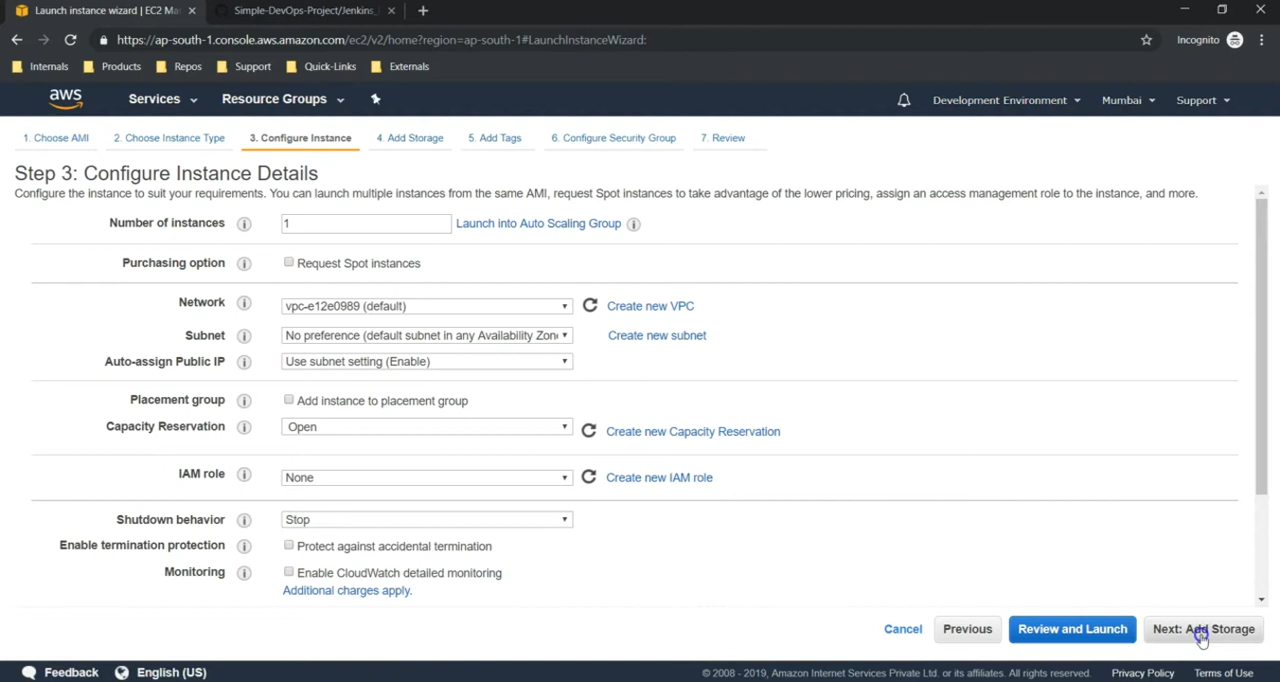 Launch instance wizard | EC2 Ma
Simple-DevOps-Project/Jenkins_
https://ap-south-1.console.aws.amazon.com/ec2/v2/home?region=ap-south-1#LaunchInstanceWizard:
Incognito
Internals Products Repos Support Quick-Links Externals
aws Services Resource Groups Development Environment Mumbai Support
1. Choose AMI 2. Choose Instance Type 3. Configure Instance 4. Add Storage 5. Add Tags 6. Configure Security Group 7. Review
Step 3: Configure Instance Details
Configure the instance to suit your requirements. You can launch multiple instances from the same AMI, request Spot instances to take advantage of the lower pricing, assign an access management role to the instance, and more.
Number of instances 1 Launch into Auto Scaling Group
Purchasing option Request Spot instances
Network vpc-e12e0989 (default) Create new VPC
Subnet No preference (default subnet in any Availability Zon Create new subnet
Auto-assign Public IP Use subnet setting (Enable)
Placement group Add instance to placement group
Capacity Reservation Open Create new Capacity Reservation
IAM role None Create new IAM role
Shutdown behavior Stop
Enable termination protection Protect against accidental termination
Monitoring Enable CloudWatch detailed monitoring
Additional charges apply.
Cancel Previous Review and Launch Next: Add Storage
Feedback English (US) © 2008 - 2019, Amazon Internet Services Private Ltd. or its affiliates. All rights reserved. Privacy Policy Terms of Use